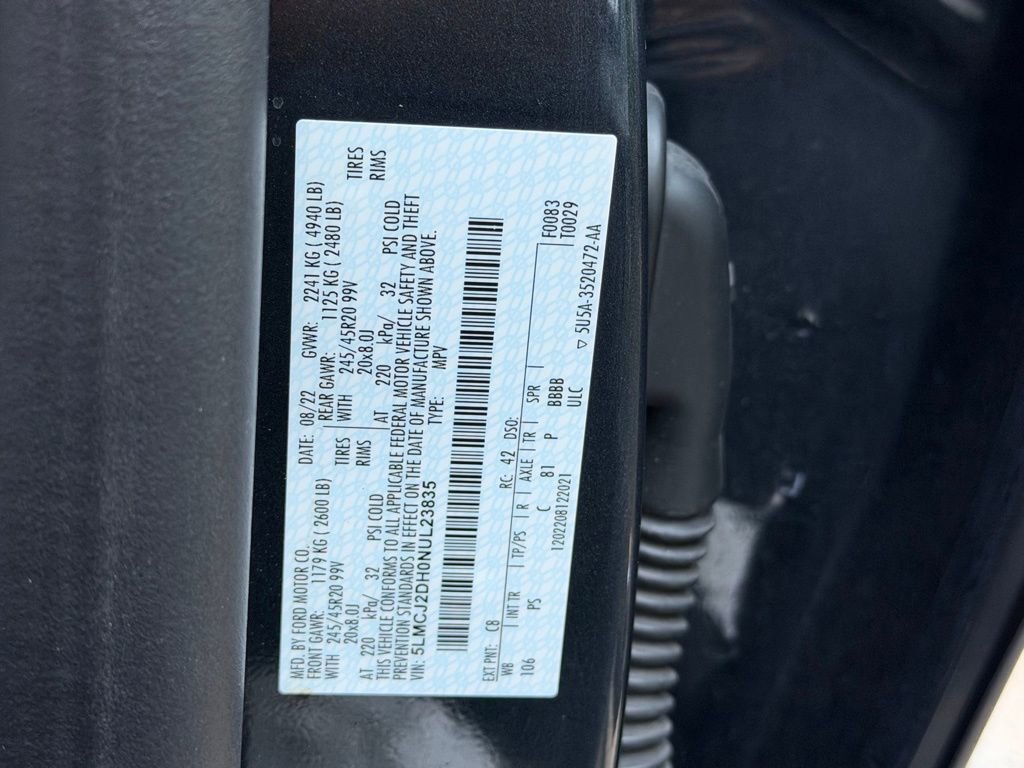 MFD. BY FORD MOTOR CO.
DATE: 08/22 GVWR: 2241 KG ( 4940 LB)
FRONT GAWR: 1179 KG ( 2600 LB)
REAR GAWR: 1125 KG ( 2480 LB)
WITH 245/45R20 99V TIRES
WITH 245/45R20 99V TIRES
20x8.0J RIMS
20x8.0J RIMS
AT 220 kPa/ 32 PSI COLD
AT 220 kPa/ 32 PSI COLD
THIS VEHICLE CONFORMS TO ALL APPLICABLE FEDERAL MOTOR VEHICLE SAFETY AND THEFT
PREVENTION STANDARDS IN EFFECT ON THE DATE OF MANUFACTURE SHOWN ABOVE.
VIN: 5LMCJ2DH0NUL23835 TYPE: MPV
EXT PNT: C8 RC: 42 DSO: F0083
WB | INT TR | TP/PS | R | AXLE | TR | SPR | T0029
106 PS C 81 P BBBB
ULC
1202208122021 ▽ 5U5A-3520472-AA